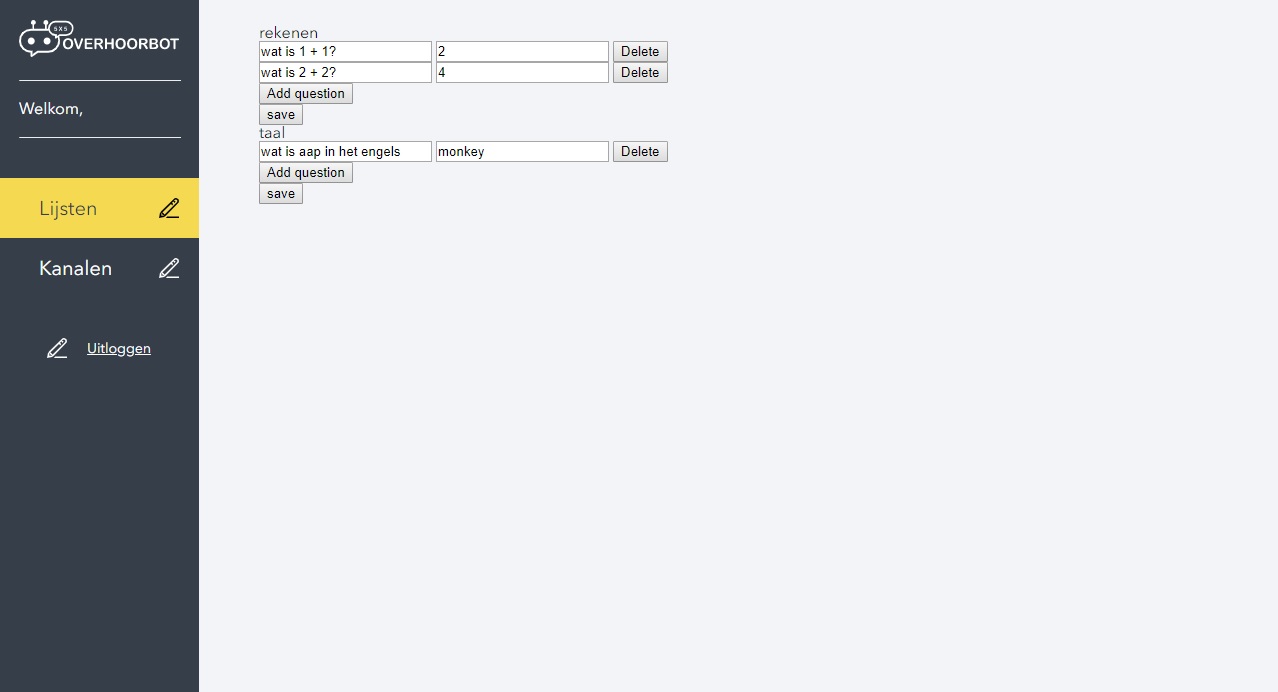 5X5
OVERHOORBOT
Welkom,
Lijsten
Kanalen
Uitloggen
rekenen
wat is 1 + 1? 2 Delete
wat is 2 + 2? 4 Delete
Add question
save
taal
wat is aap in het engels monkey Delete
Add question
save